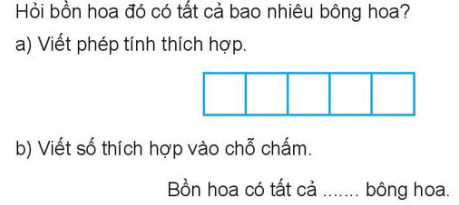 Hỏi bồn hoa đó có tất cả bao nhiêu bông hoa?
a) Viết phép tính thích hợp.
b) Viết số thích hợp vào chỗ chấm.
Bồn hoa có tất cả ....... bông hoa.